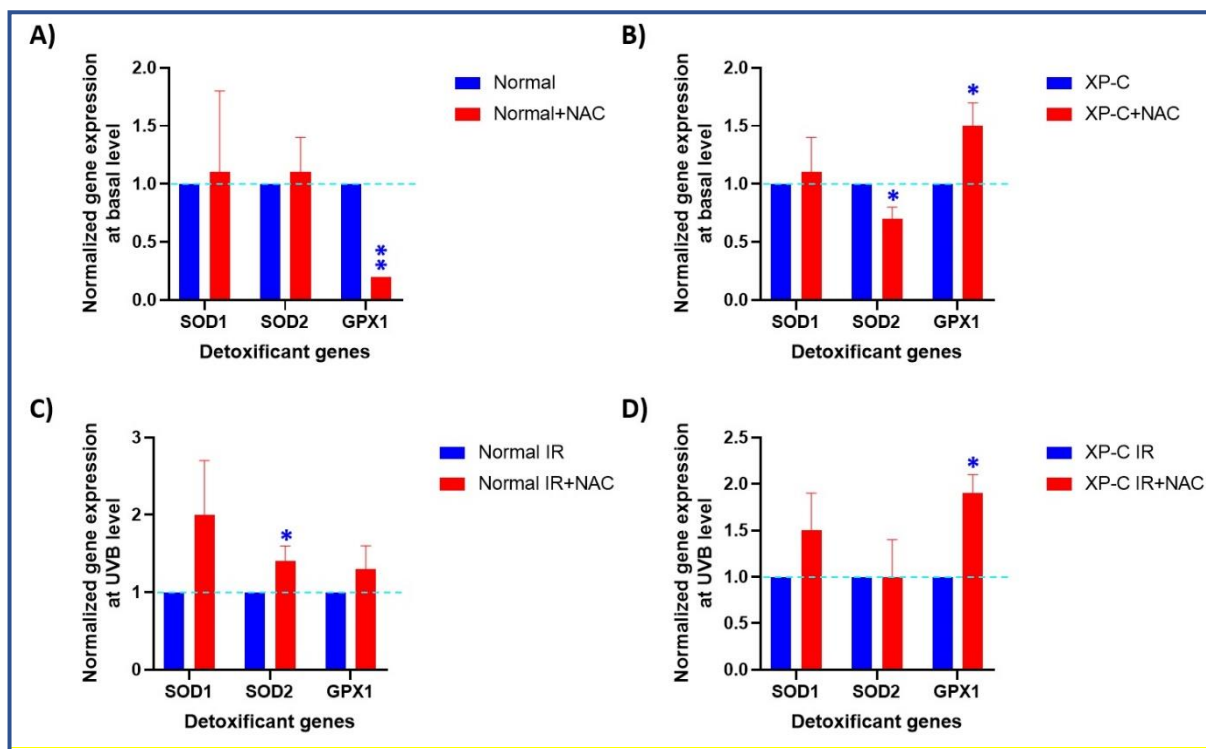 A)
Normalized gene expression
at basal level
2.0
1.5
1.0
0.5
0.0
*
*
SOD1 SOD2 GPX1
Detoxificant genes
Normal
Normal+NAC
B)
Normalized gene expression
at basal level
2.0
1.5
1.0
0.5
0.0
*
*
SOD1 SOD2 GPX1
Detoxificant genes
XP-C
XP-C+NAC
C)
Normalized gene expression
at UVB level
3
2
1
0
*
SOD1 SOD2 GPX1
Detoxificant genes
Normal IR
Normal IR+NAC
D)
Normalized gene expression
at UVB level
2.5
2.0
1.5
1.0
0.5
0.0
*
SOD1 SOD2 GPX1
Detoxificant genes
XP-C IR
XP-C IR+NAC